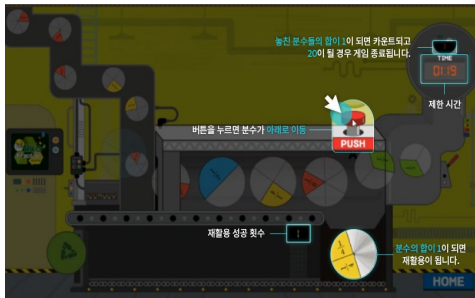 놓친 분수들의 합이 1이 되면 카운트되고
20이 될 경우 게임 종료됩니다.
TIME
01:19
제한 시간
버튼을 누르면 분수가 아래로 이동
PUSH
재활용 성공 횟수
1
분수의 합이 1이 되면
재활용이 됩니다.
HOME